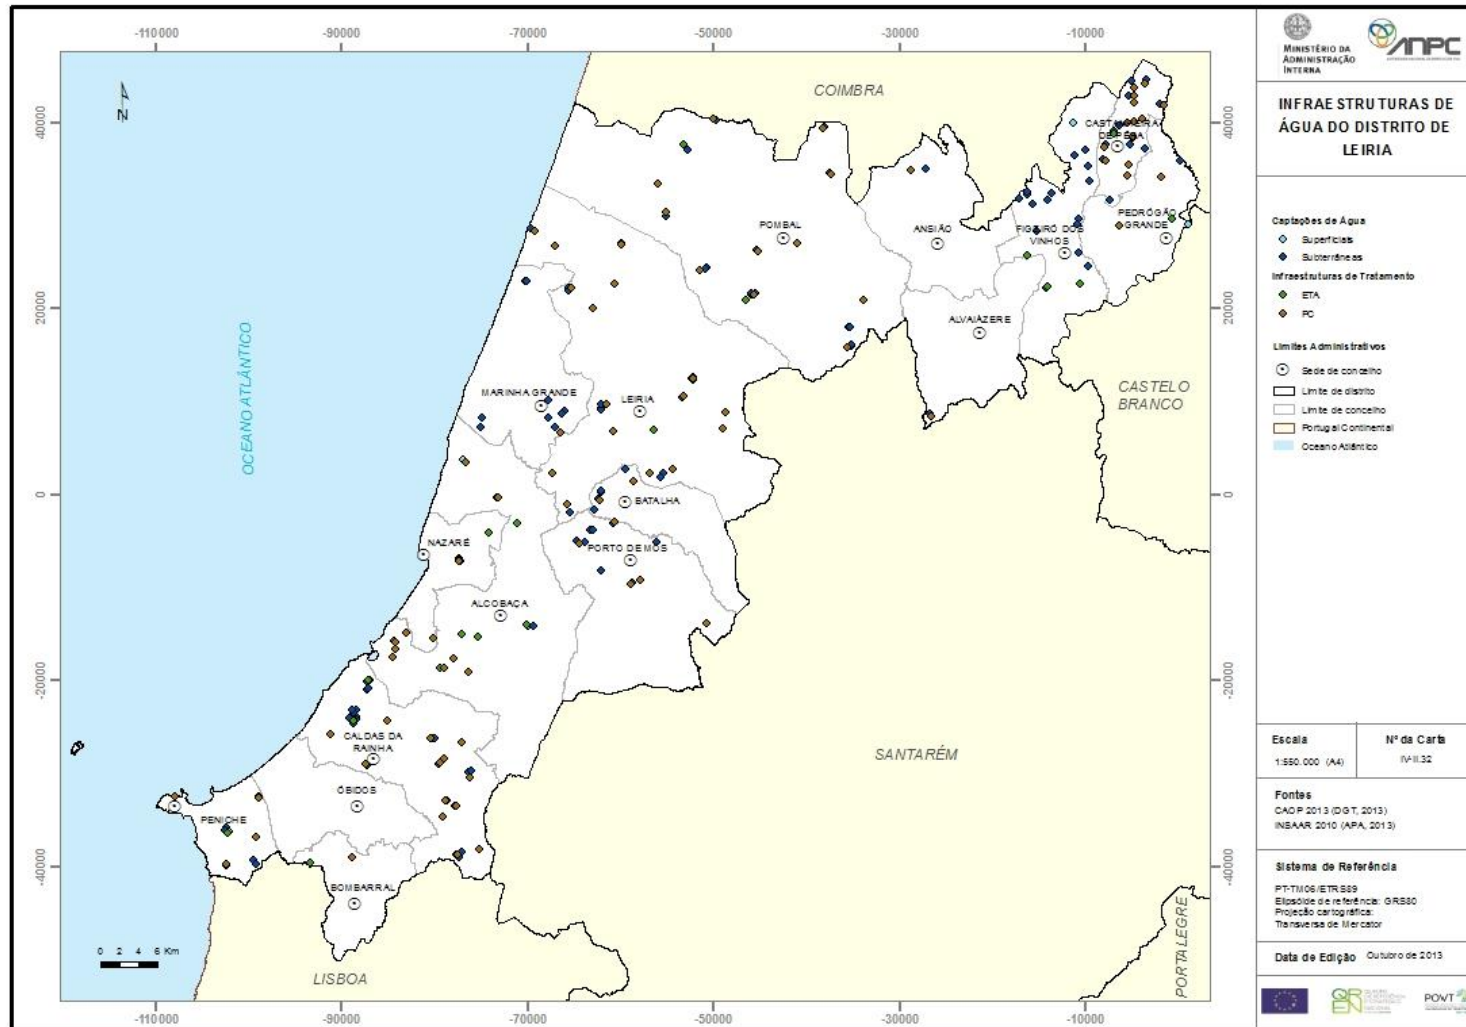 -110000
-90000
-70000
-50000
-30000
-10000
40000
20000
0
-20000
-40000
40000
20000
0
-20000
-40000
N
COIMBRA
CASTANHEIRA
DE PÊRA
PEDRÓGÃO
GRANDE
POMBAL
ANSIÃO
FIGUEIRÓ DOS
VINHOS
ALVAIÁZERE
OCEANO ATLÂNTICO
MARINHA GRANDE
LEIRIA
CASTELO
BRANCO
BATALHA
NAZARÉ
PORTO DE MÓS
ALCOBAÇA
CALDAS DA
RAINHA
SANTARÉM
ÓBIDOS
PENICHE
BOMBARRAL
PORTALEGRE
LISBOA
0 2 4 6 Km
-110000
-90000
-70000
-50000
-30000
-10000
MINISTÉRIO DA
ADMINISTRAÇÃO
INTERNA
ANPC
INFRAESTRUTURAS DE
ÁGUA DO DISTRITO DE
LEIRIA
Captações de Água
Superficiais
Subterrâneas
Infraestruturas de Tratamento
ETA
PC
Limites Administrativos
Sede de concelho
Limite de distrito
Limite de concelho
Portugal Continental
Oceano Atlântico
Escala
1:550.000 (A4)
Nº da Carta
IV-II.32
Fontes
CAOP 2013 (DGT, 2013)
INSAAR 2010 (APA, 2013)
Sistema de Referência
PT-TM06/ETRS89
Elipsóide de referência: GRS80
Projeção cartográfica:
Transversa de Mercator
Data de Edição Outubro de 2013
QREN
POVT